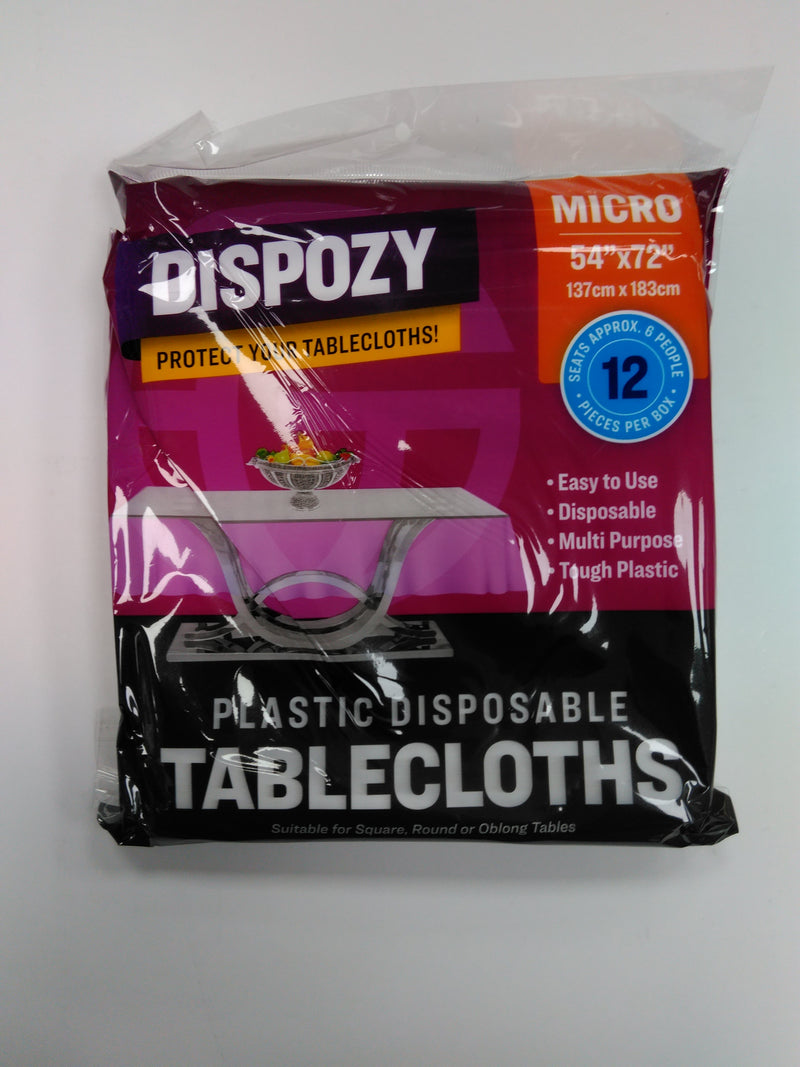 MICRO
54"x72"
137cm x 183cm
DISPOZY
PROTECT YOUR TABLECLOTHS!
SEATS APPROX. 6 PEOPLE
12
• PIECES PER BOX •
• Easy to Use
• Disposable
• Multi Purpose
• Tough Plastic
PLASTIC DISPOSABLE
TABLECLOTHS
Suitable for Square, Round or Oblong Tables